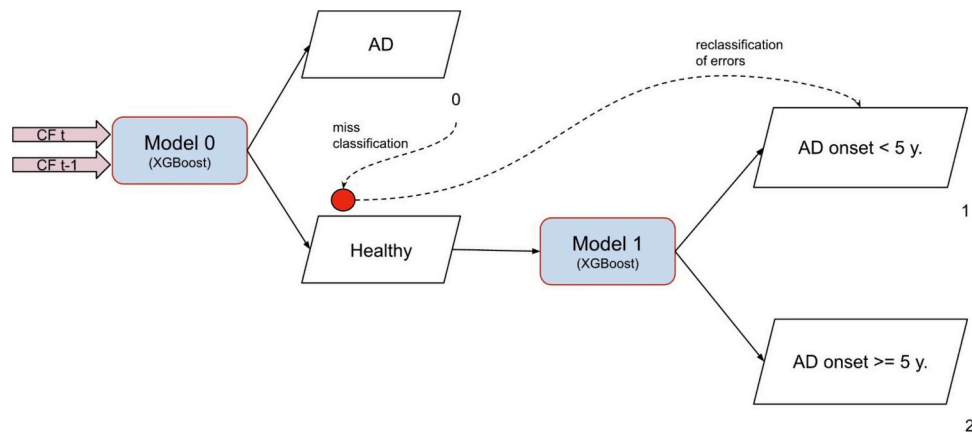 AD
0
reclassification
of errors
miss
classification
CF t
CF t-1
Model 0
(XGBoost)
AD onset < 5 y.
1
Healthy
Model 1
(XGBoost)
AD onset >= 5 y.
2